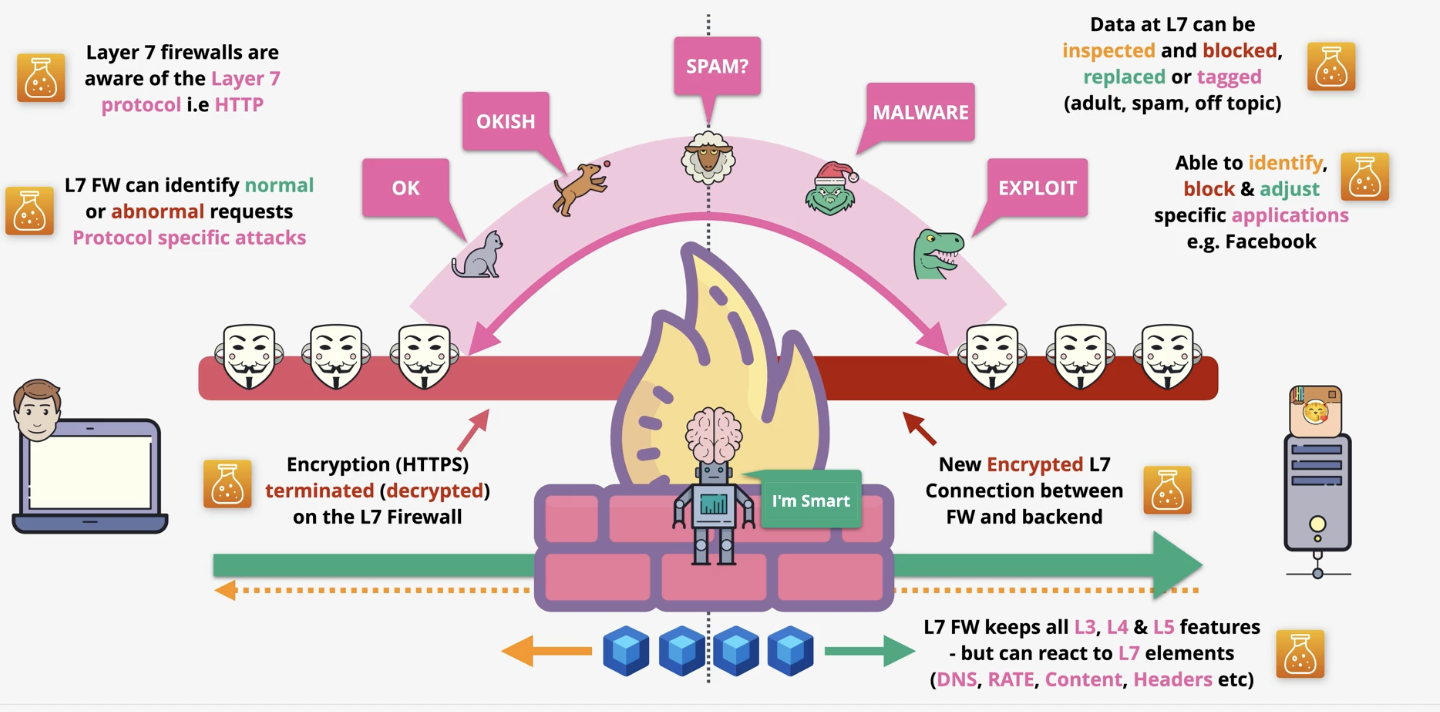 Layer 7 firewalls are
aware of the Layer 7
protocol i.e HTTP
L7 FW can identify normal
or abnormal requests
Protocol specific attacks
OK
OKISH
SPAM?
MALWARE
EXPLOIT
Data at L7 can be
inspected and blocked,
replaced or tagged
(adult, spam, off topic)
Able to identify,
block & adjust
specific applications
e.g. Facebook
Encryption (HTTPS)
terminated (decrypted)
on the L7 Firewall
I'm Smart
New Encrypted L7
Connection between
FW and backend
L7 FW keeps all L3, L4 & L5 features
- but can react to L7 elements
(DNS, RATE, Content, Headers etc)